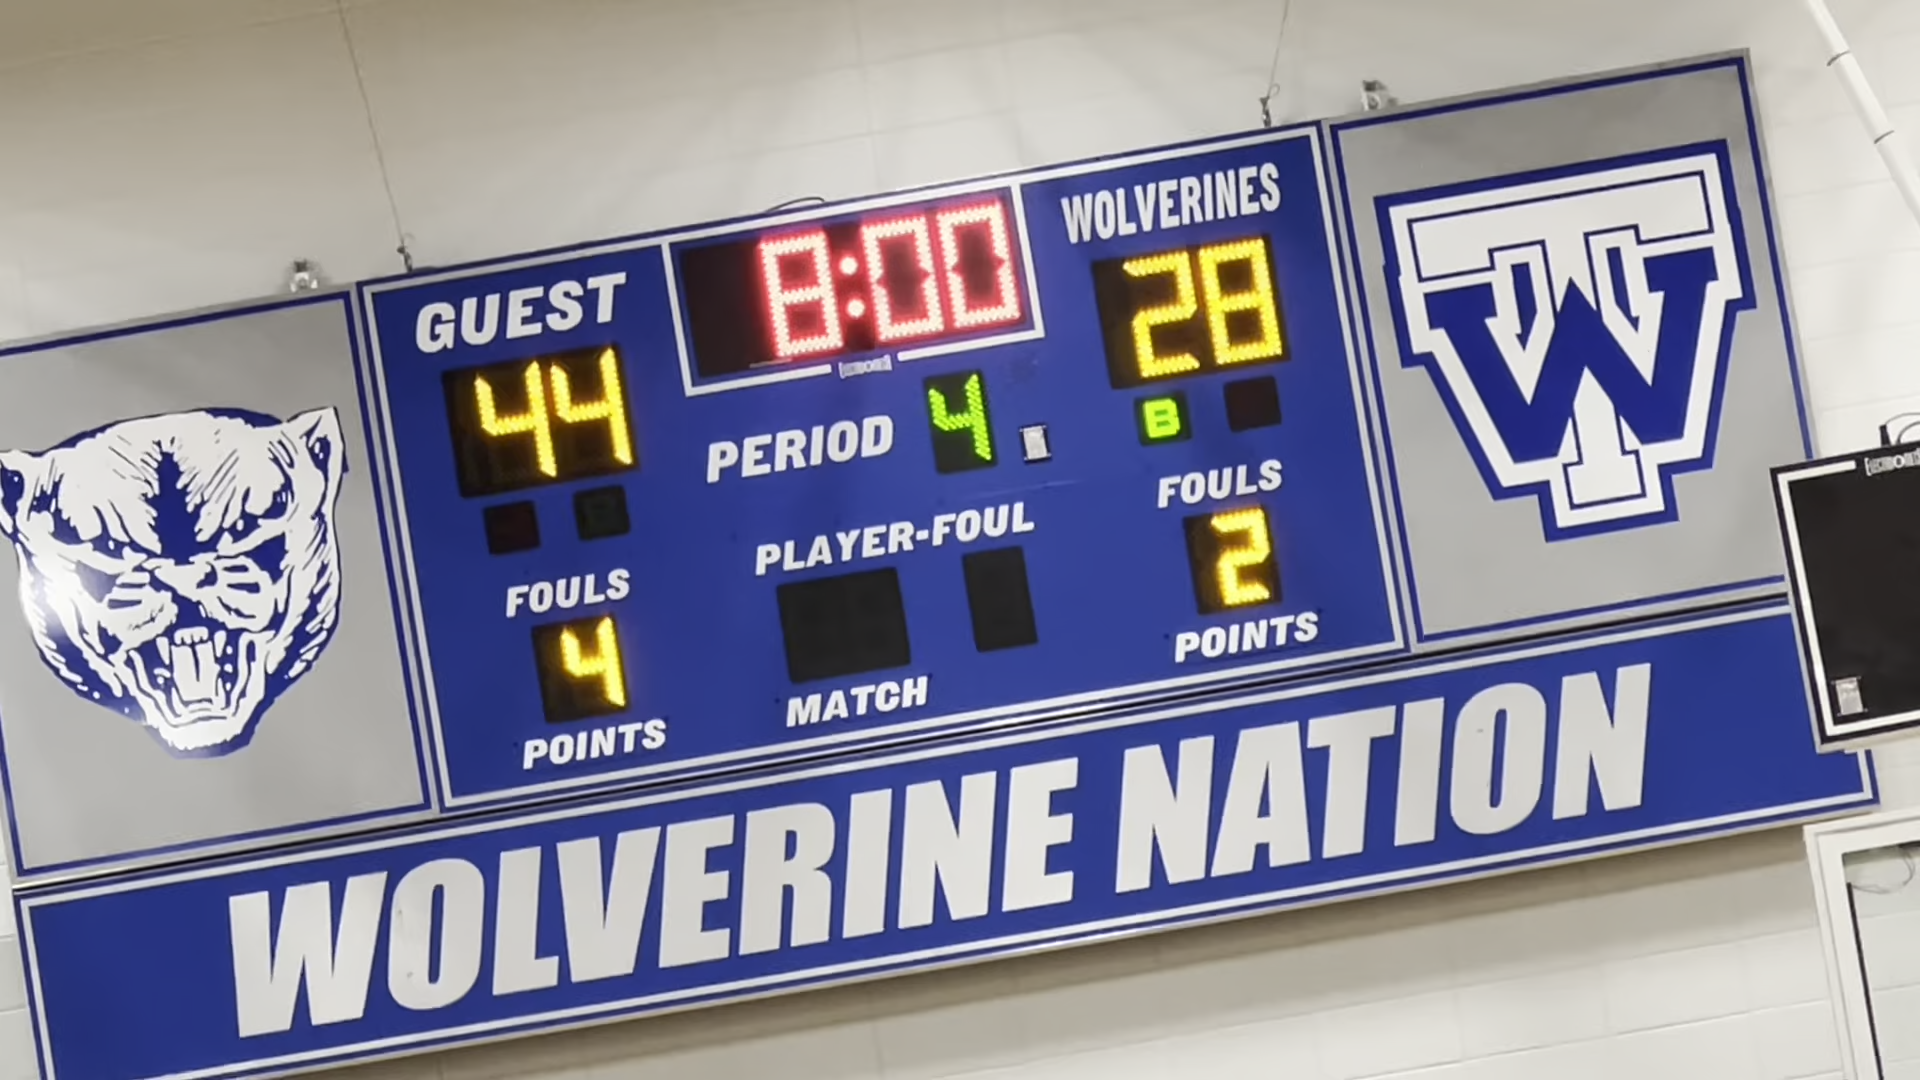 WOLVERINES
8:00
GUEST
28
44
TW
B
PERIOD 4
FOULS
PLAYER-FOUL
2
FOULS
4
POINTS
MATCH
POINTS
WOLVERINE NATION